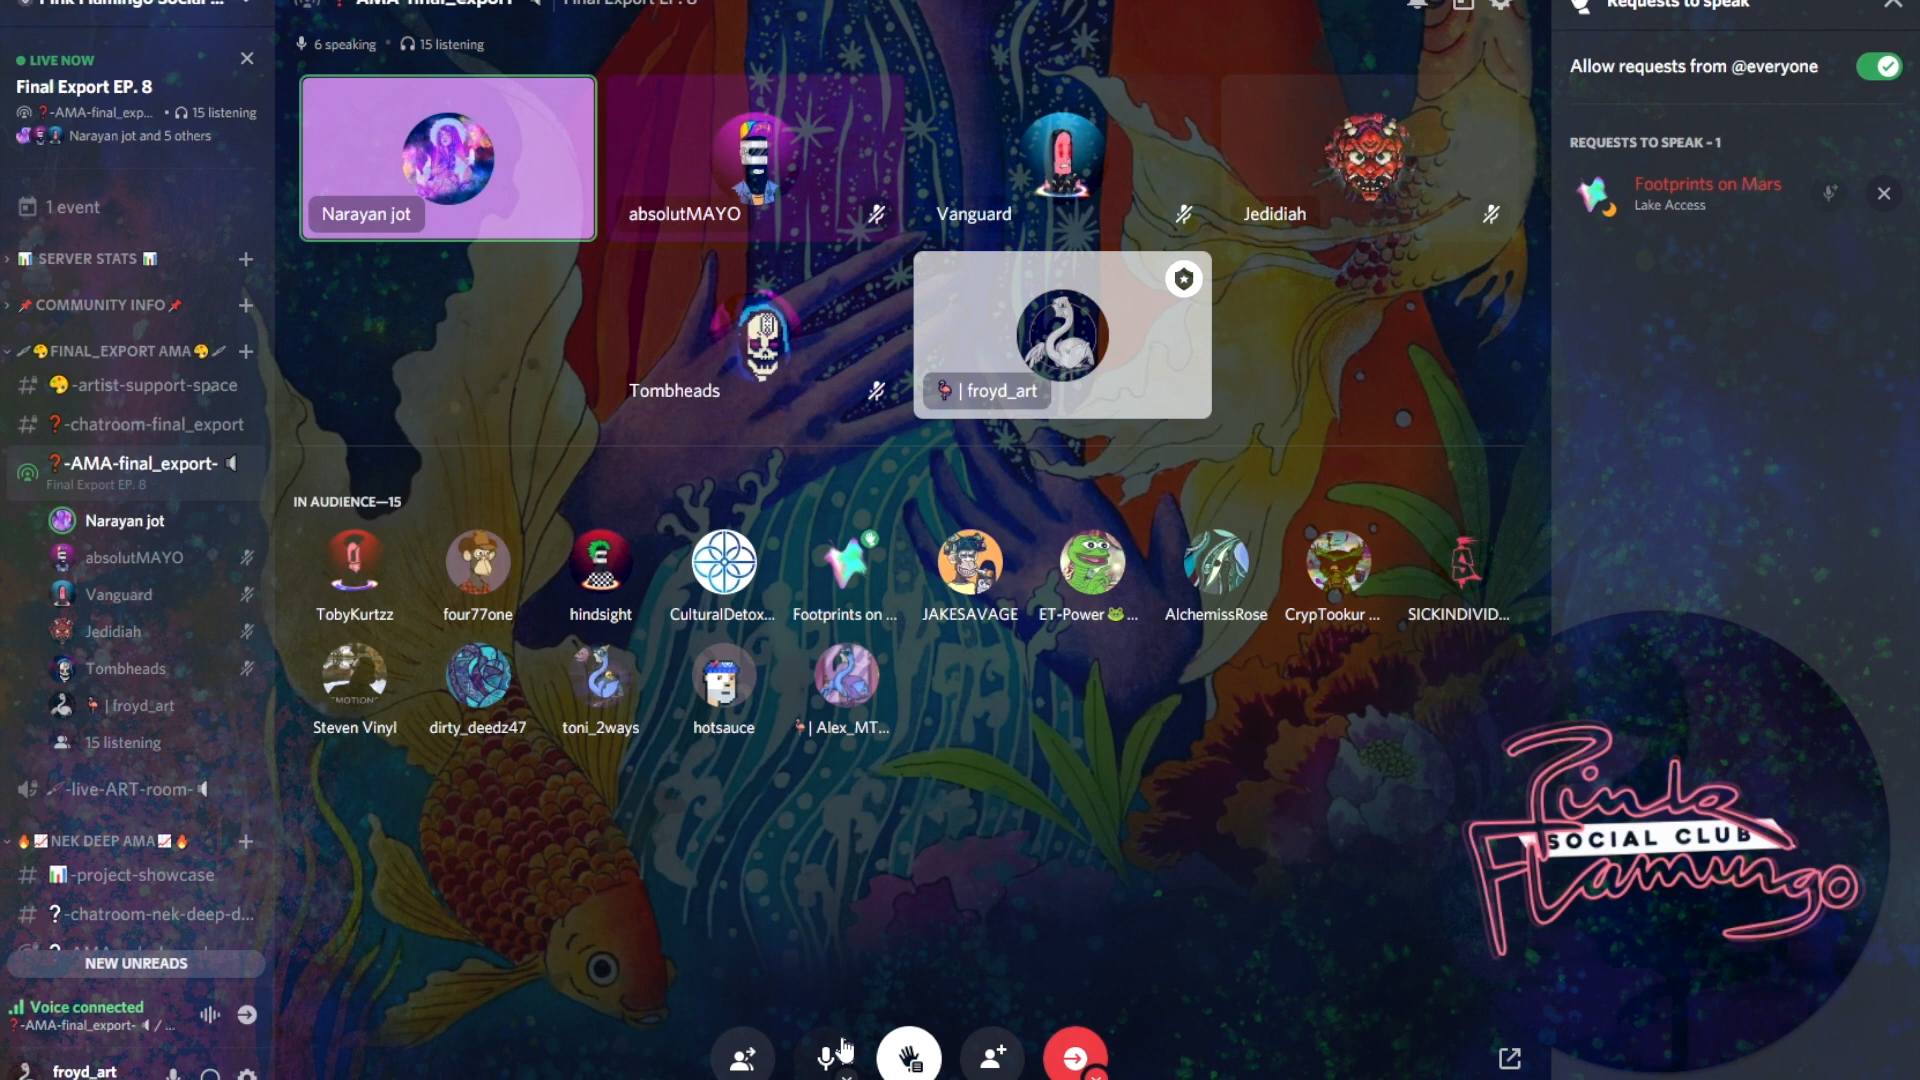 LIVE NOW
Final Export EP. 8
❓-AMA-final_exp... • 15 listening
Narayan jot and 5 others
1 event
📊 SERVER STATS 📊
📌 COMMUNITY INFO 📌
🎨FINAL_EXPORT AMA🎨
🎨-artist-support-space
❓-chatroom-final_export
❓-AMA-final_export-
Final Export EP. 8
Narayan jot
absolutMAYO
Vanguard
Jedidiah
Tombheads
🦩 | froyd_art
15 listening
-live-ART-room-
🔥📈NEK DEEP AMA📈🔥
📊-project-showcase
❔-chatroom-nek-deep-d...
NEW UNREADS
Voice connected
❓-AMA-final_export- / ...
froyd_art
6 speaking • 15 listening
Narayan jot
absolutMAYO
Vanguard
Jedidiah
Tombheads
🦩 | froyd_art
IN AUDIENCE—15
TobyKurtzz
four77one
hindsight
CulturalDetox...
Footprints on ...
JAKESAVAGE
ET-Power 🐸 ...
AlchemissRose
CrypTookur ...
SICKINDIVID...
Steven Vinyl
dirty_deedz47
toni_2ways
hotsauce
🦩| Alex_MT...
Requests to speak
Allow requests from @everyone
REQUESTS TO SPEAK – 1
Footprints on Mars
Lake Access
Pink
SOCIAL CLUB
Flamingo